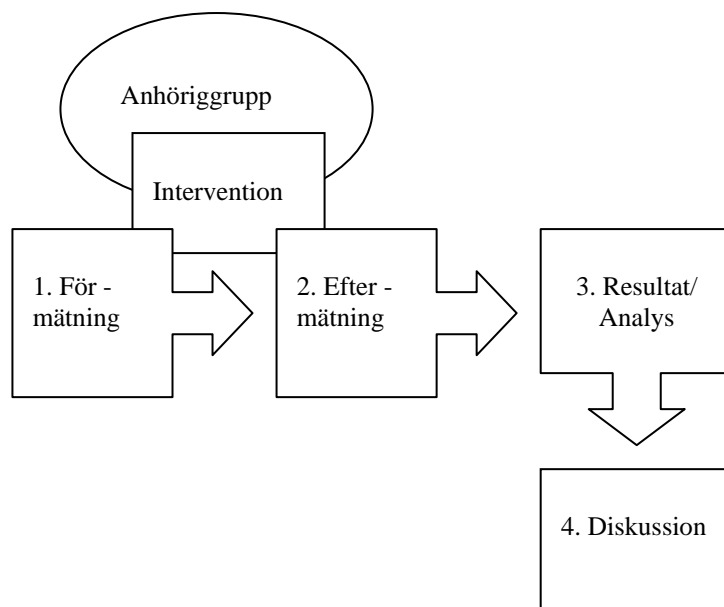 Anhöriggrupp
Intervention
1. För -
mätning
2. Efter -
mätning
3. Resultat/
Analys
4. Diskussion